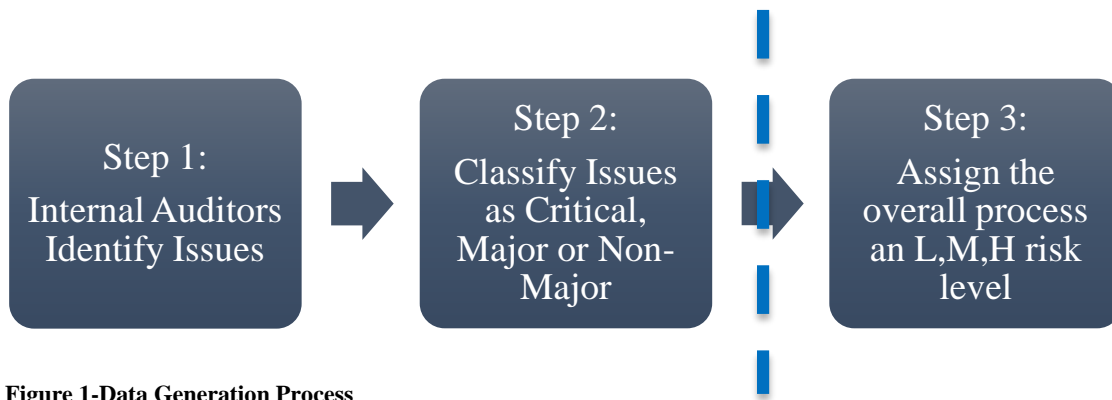 Step 1:
Internal Auditors
Identify Issues
Step 2:
Classify Issues
as Critical,
Major or Non-
Major
Step 3:
Assign the
overall process
an L,M,H risk
level
Figure 1-Data Generation Process